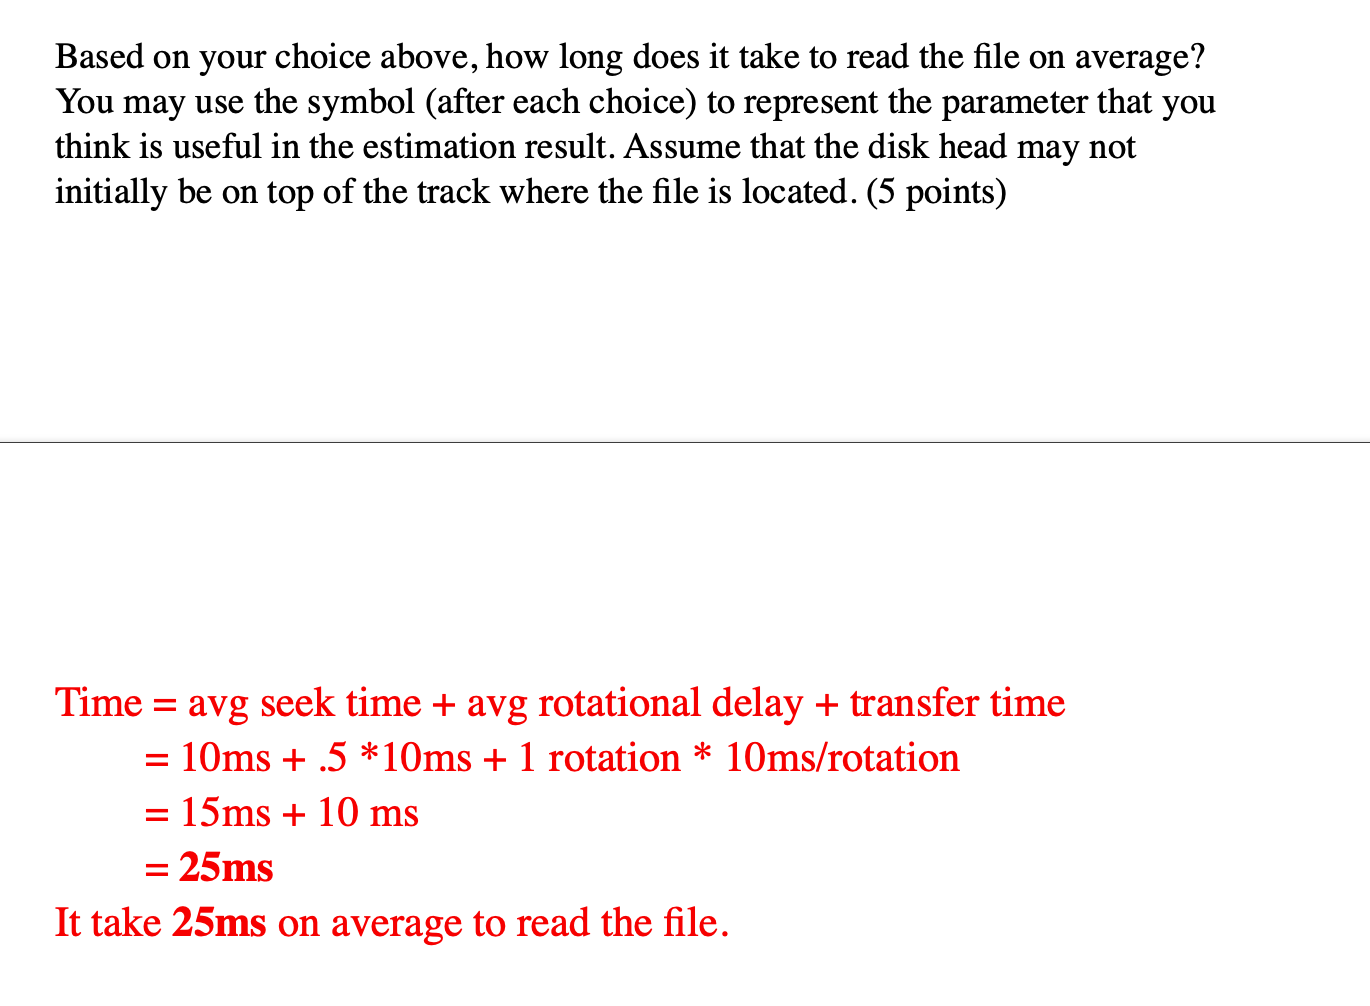 Based on your choice above, how long does it take to read the file on average?
You may use the symbol (after each choice) to represent the parameter that you
think is useful in the estimation result. Assume that the disk head may not
initially be on top of the track where the file is located. (5 points)
Time = avg seek time + avg rotational delay + transfer time
= 10ms + .5 *10ms + 1 rotation * 10ms/rotation
= 15ms + 10 ms
= 25ms
It take 25ms on average to read the file.